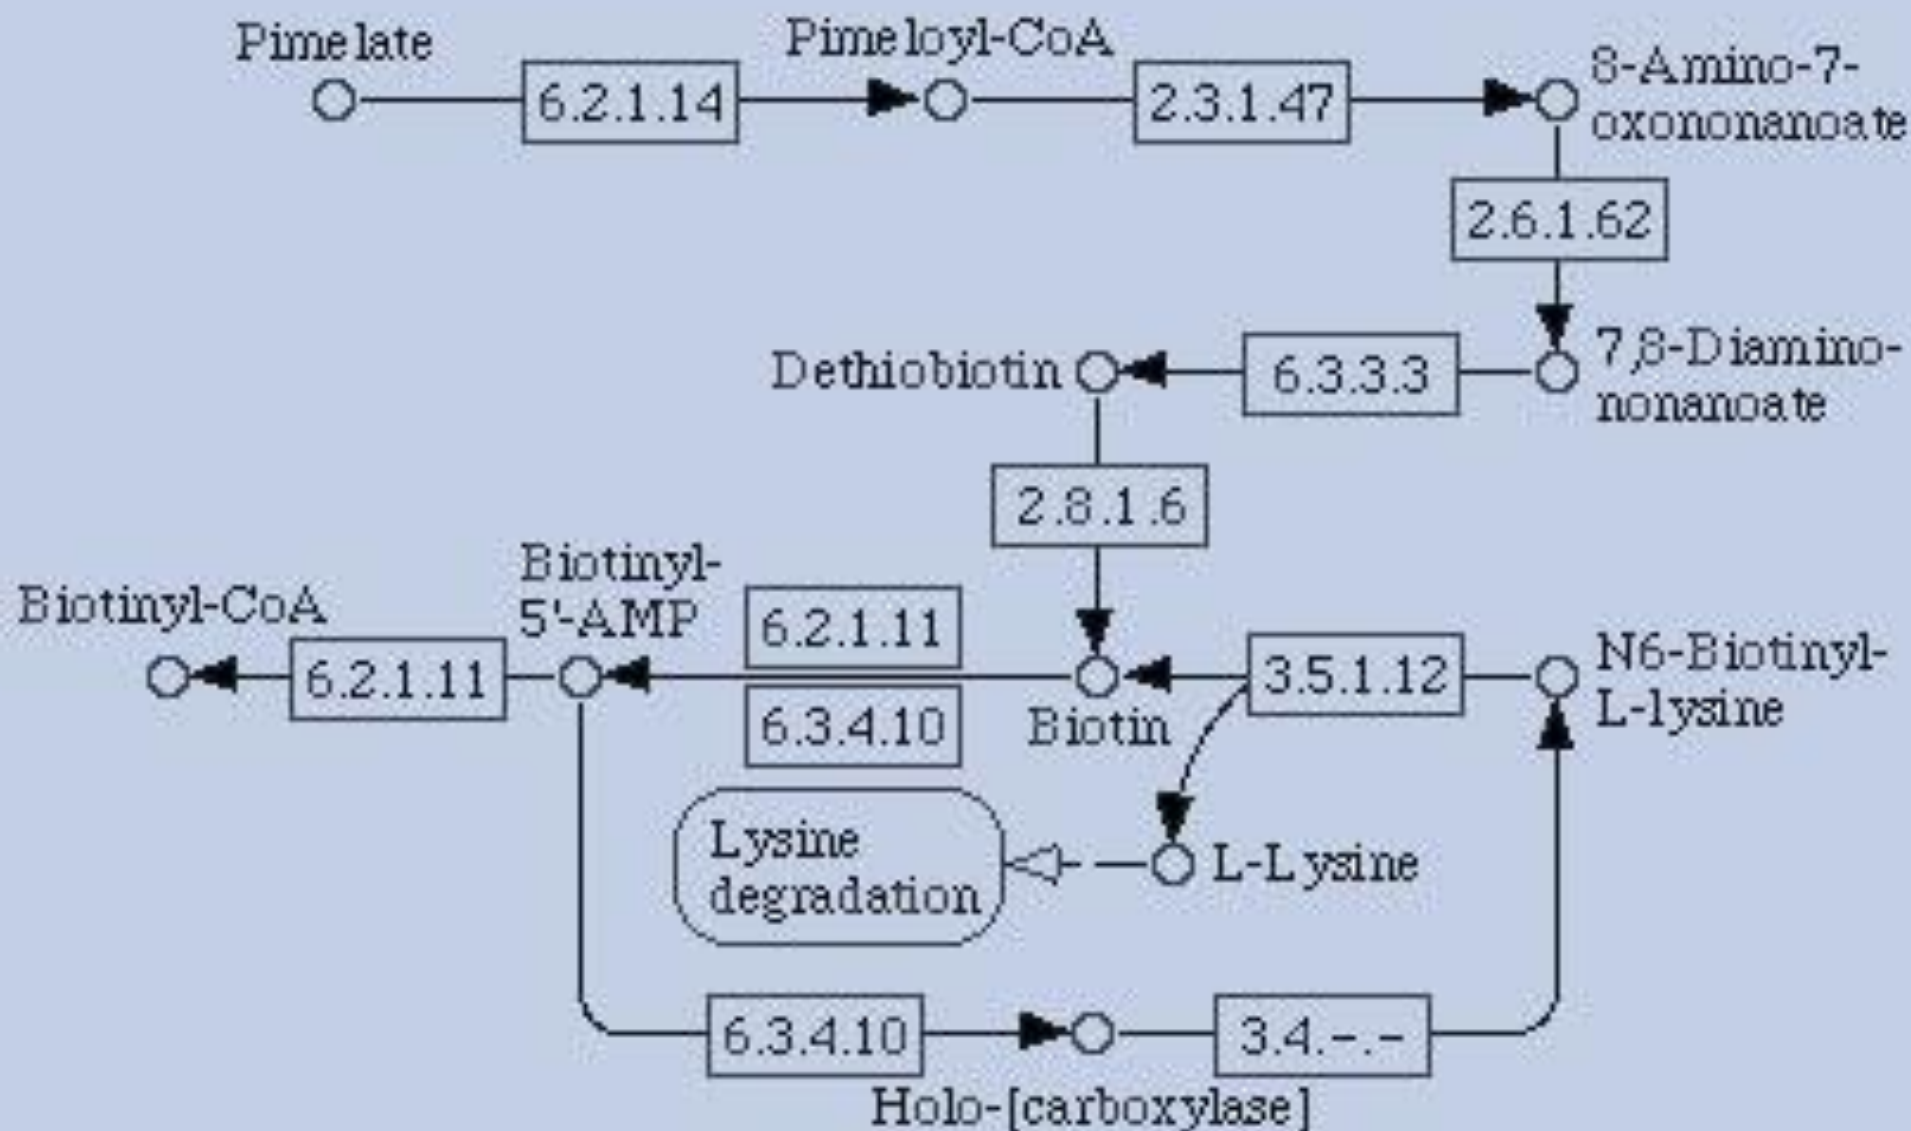 Pimelate
6.2.1.14
Pimeloyl-CoA
2.3.1.47
8-Amino-7-
oxononanoate
2.6.1.62
7,8-Diamino-
nonanoate
6.3.3.3
Dethiobiotin
2.8.1.6
Biotinyl-CoA
6.2.1.11
Biotinyl-
5'-AMP
6.2.1.11
6.3.4.10
Biotin
3.5.1.12
N6-Biotinyl-
L-lysine
Lysine
degradation
L-Lysine
6.3.4.10
3.4.-.-
Holo-[carboxylase]